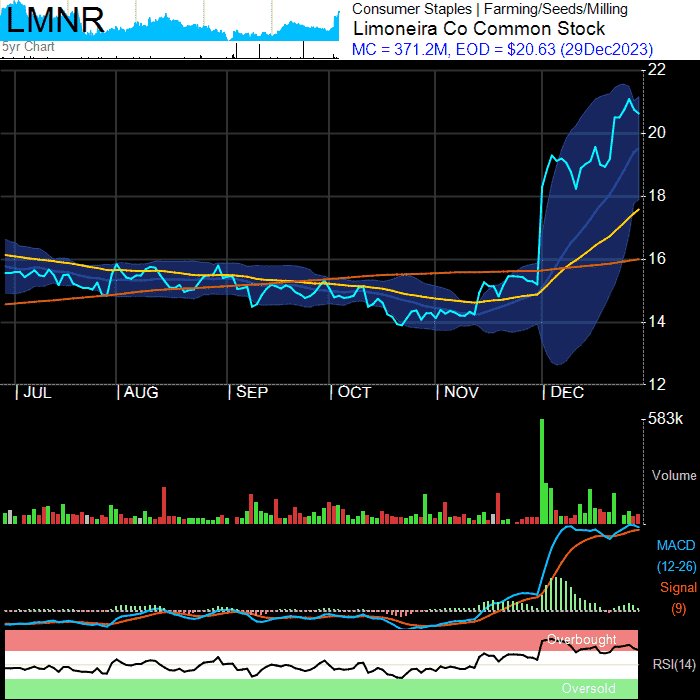 LMNR
5yr Chart
Consumer Staples | Farming/Seeds/Milling
Limoneira Co Common Stock
MC = 371.2M, EOD = $20.63 (29Dec2023)
22
20
18
16
14
12
| JUL | AUG | SEP | OCT | NOV | DEC
583k
Volume
MACD
(12-26)
Signal
(9)
Overbought
RSI(14)
Oversold